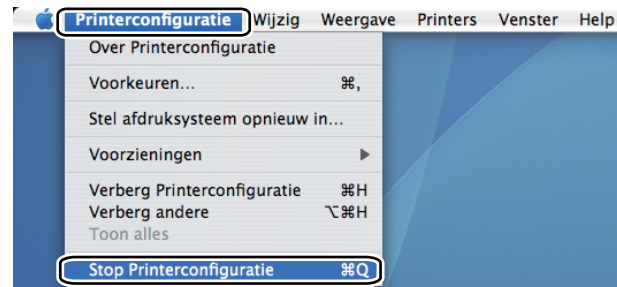 Printerconfiguratie Wijzig Weergave Printers Venster Help
Over Printerconfiguratie
Voorkeuren... ⌘,
Stel afdruksysteem opnieuw in...
Voorzieningen ▶
Verberg Printerconfiguratie ⌘H
Verberg andere ⌥⌘H
Toon alles
Stop Printerconfiguratie ⌘Q